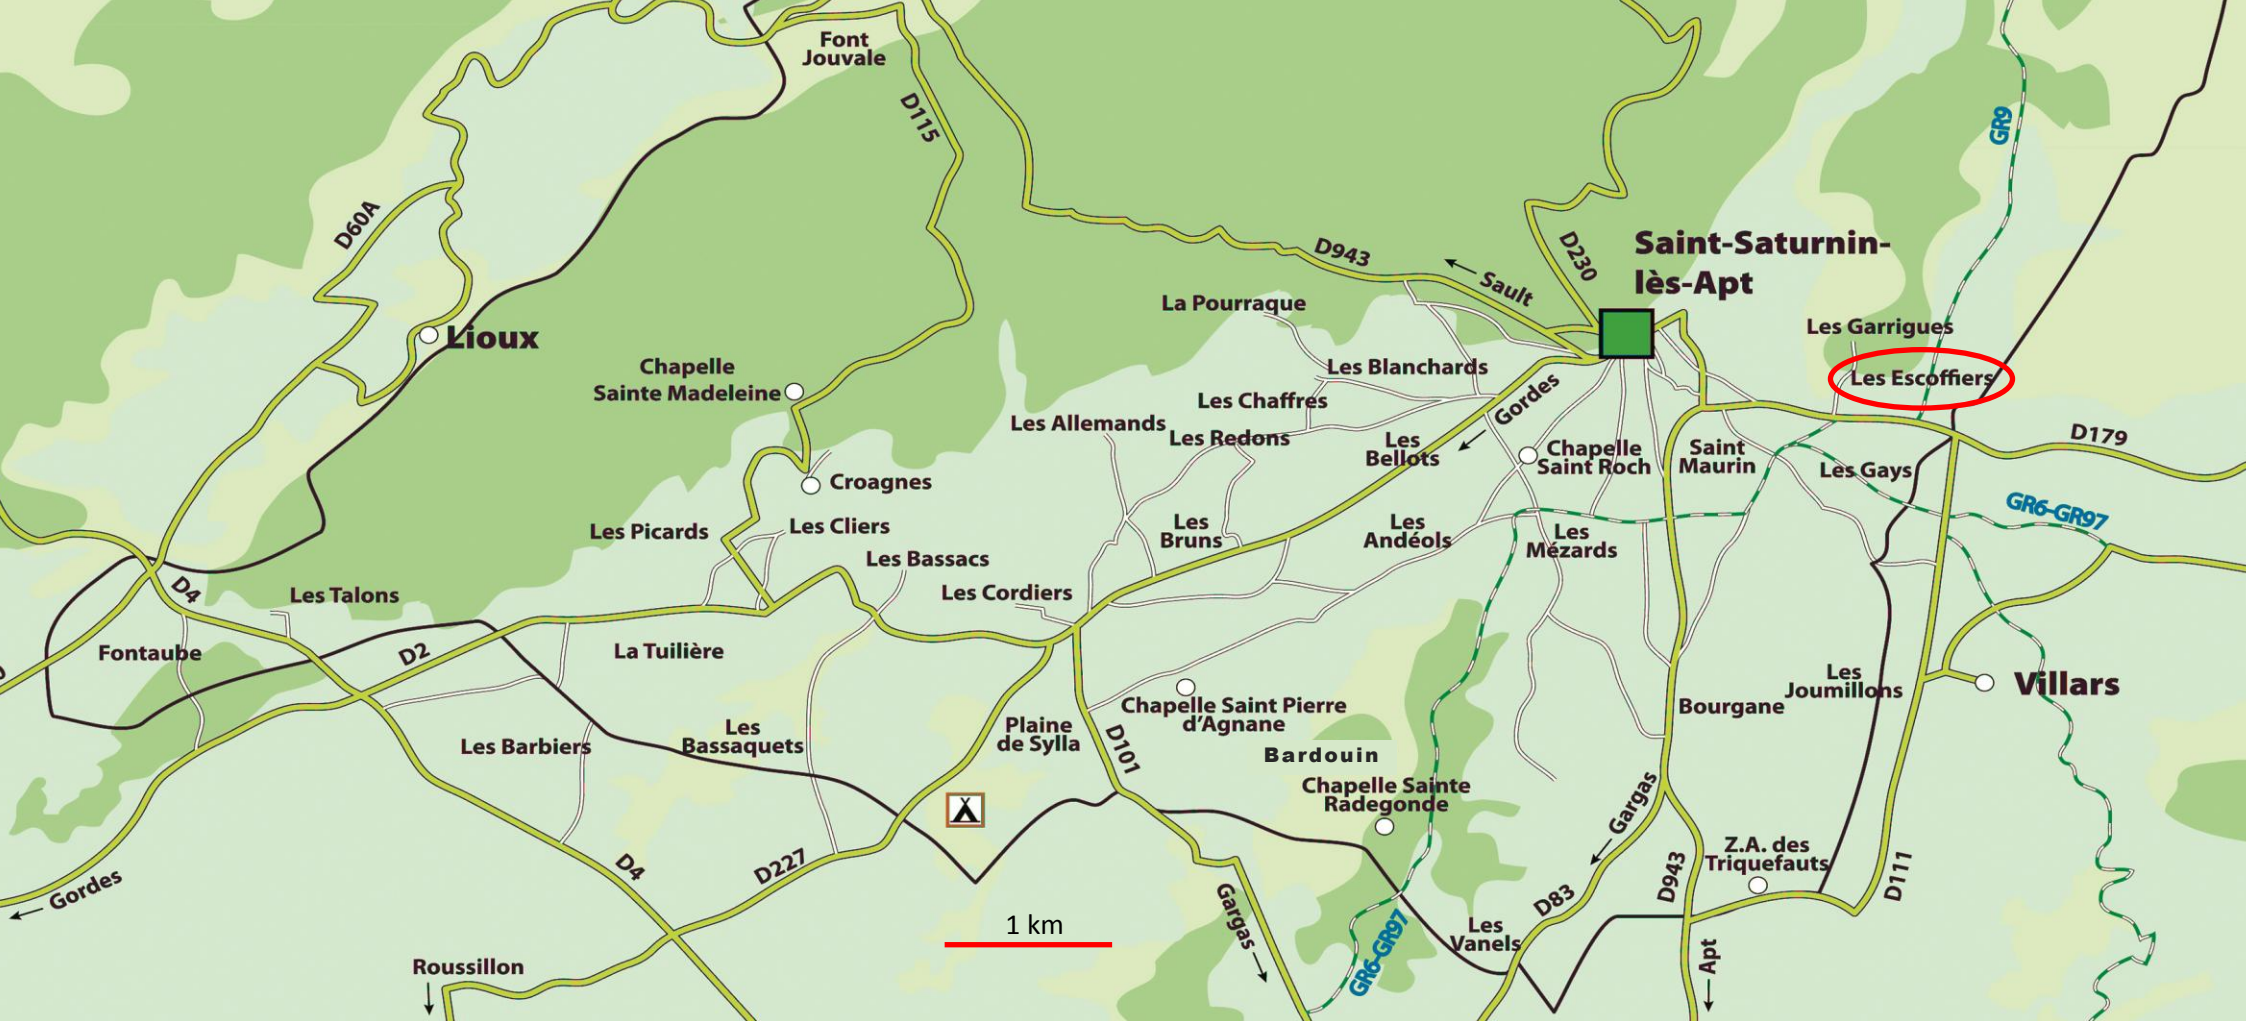 Font
Jouvale
D115
GR9
D60A
D943
Sault
D230
Saint-Saturnin-
lès-Apt
Lioux
La Pourraque
Les Garrigues
Chapelle
Sainte Madeleine
Les Blanchards
Les Escoffiers
Les Chaffres
Gordes
Les Allemands
Les Redons
Les
Bellots
Chapelle
Saint Roch
Saint
Maurin
D179
Les Gays
Croagnes
Les Picards
Les Cliers
Les
Bruns
Les
Andéols
Les
Mézards
GR6-GR97
Les Bassacs
D4
Les Talons
Les Cordiers
Fontaube
D2
La Tuilière
Les
Joumillons
Villars
Chapelle Saint Pierre
d'Agnane
Bourgane
Les Barbiers
Les
Bassaquets
Plaine
de Sylla
D101
Bardouin
Chapelle Sainte
Radegonde
Gargas
Z.A. des
Triquefauts
D4
D227
D943
D111
Gordes
D83
1 km
Gargas
GR6-GR97
Les
Vanels
Apt
Roussillon